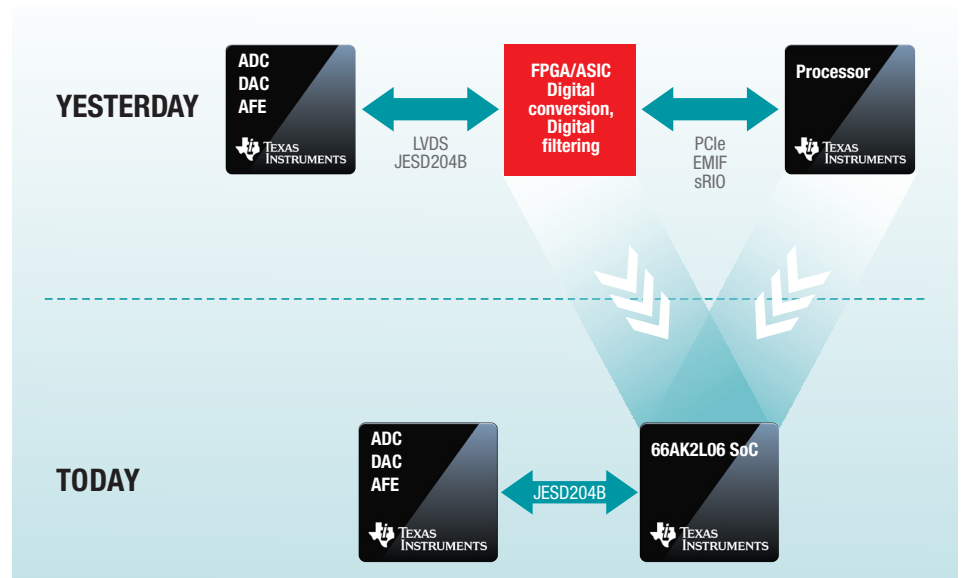 YESTERDAY
ADC
DAC
AFE
TEXAS
INSTRUMENTS
LVDS
JESD204B
FPGA/ASIC
Digital
conversion,
Digital
filtering
PCIe
EMIF
sRIO
Processor
TEXAS
INSTRUMENTS
TODAY
ADC
DAC
AFE
TEXAS
INSTRUMENTS
JESD204B
66AK2L06 SoC
TEXAS
INSTRUMENTS